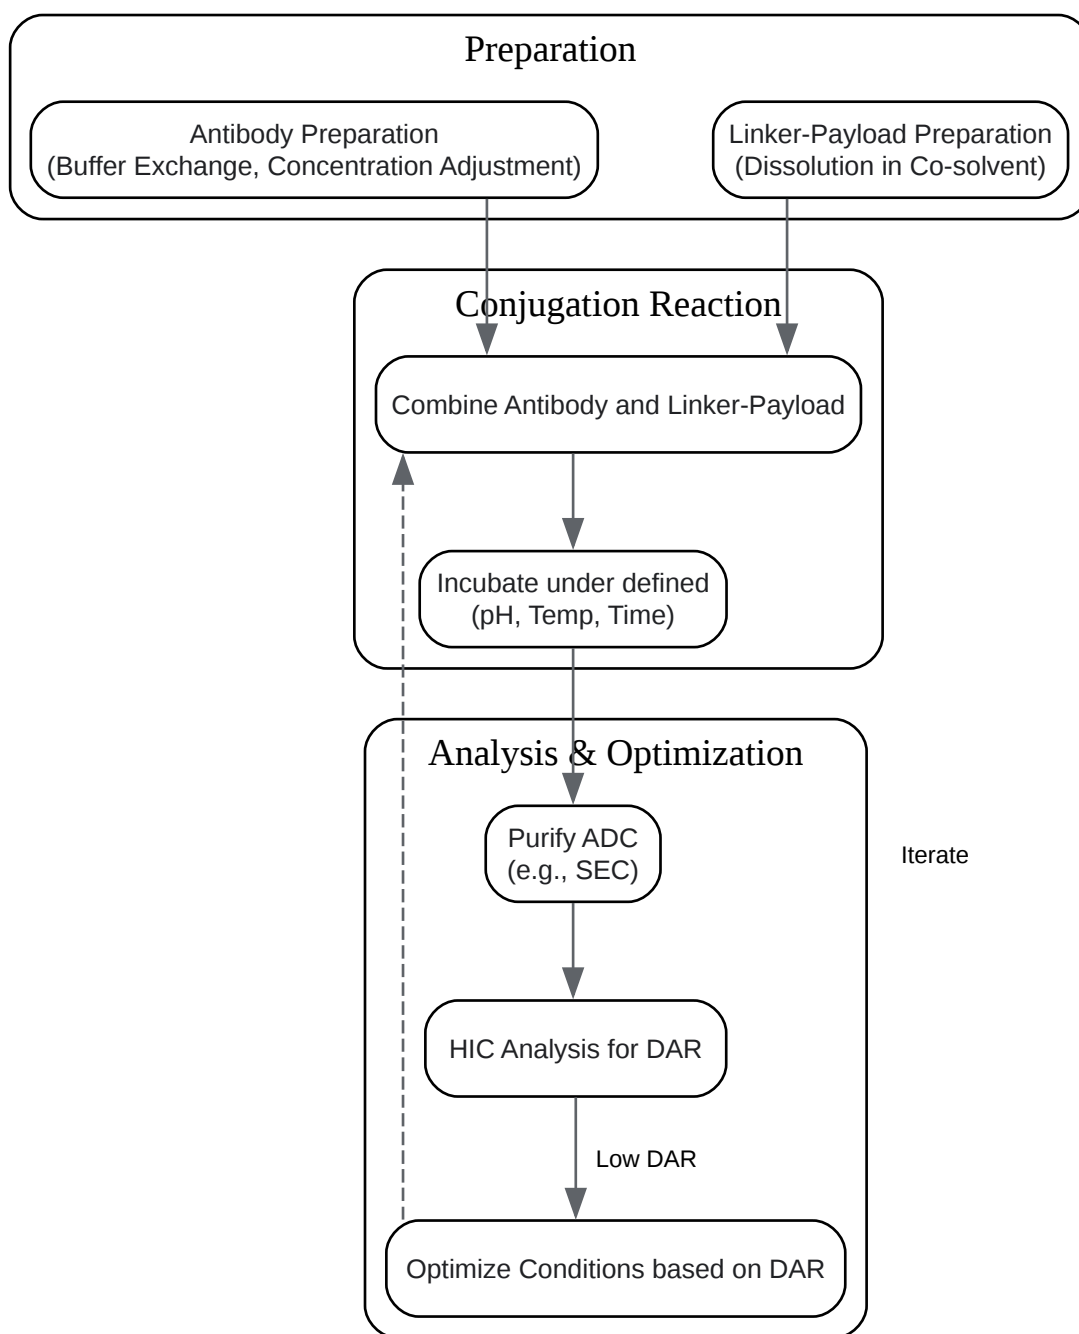 Preparation
Antibody Preparation
(Buffer Exchange, Concentration Adjustment)
Linker-Payload Preparation
(Dissolution in Co-solvent)
Conjugation Reaction
Combine Antibody and Linker-Payload
Incubate under defined
(pH, Temp, Time)
Analysis & Optimization
Purify ADC
(e.g., SEC)
Iterate
HIC Analysis for DAR
Low DAR
Optimize Conditions based on DAR